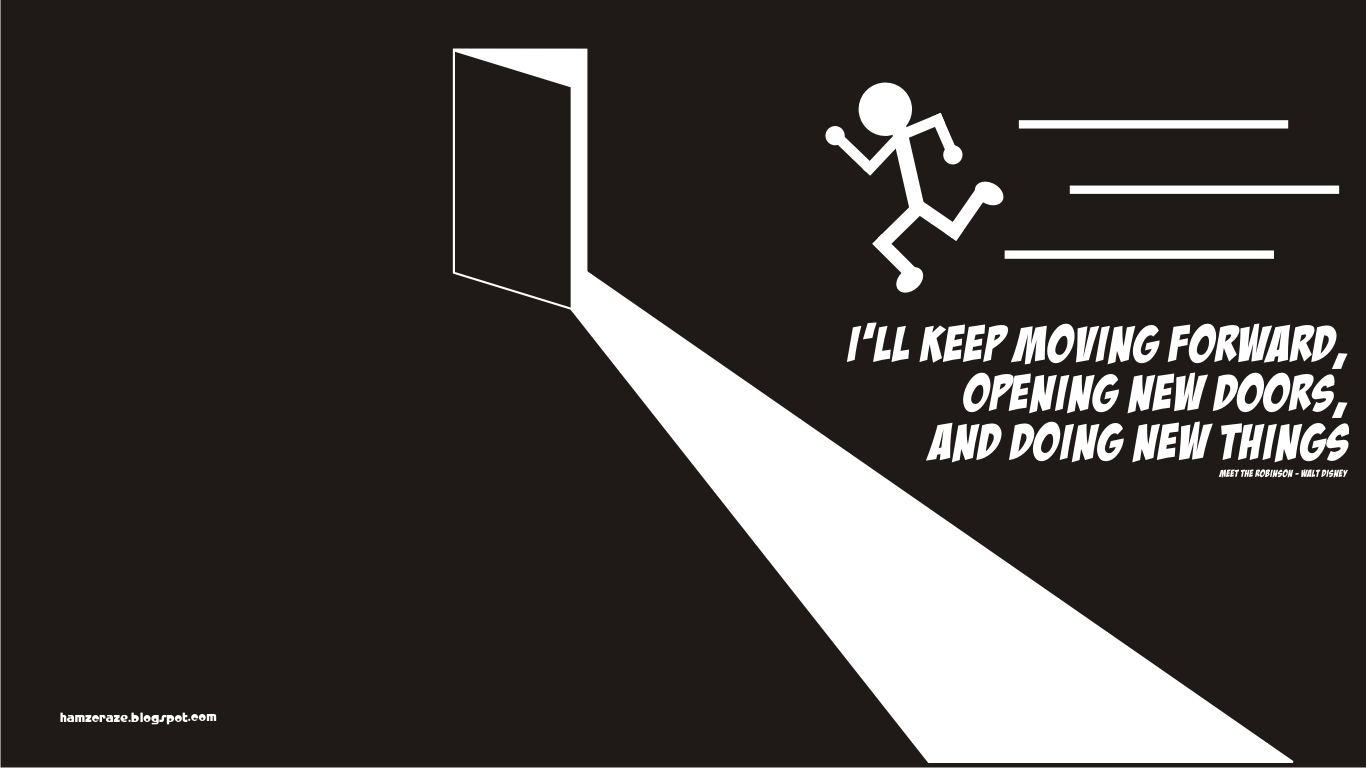 I'LL KEEP MOVING FORWARD,
OPENING NEW DOORS,
AND DOING NEW THINGS
MEET THE ROBINSON - WALT DISNEY
hamzeraze.blogspot.com